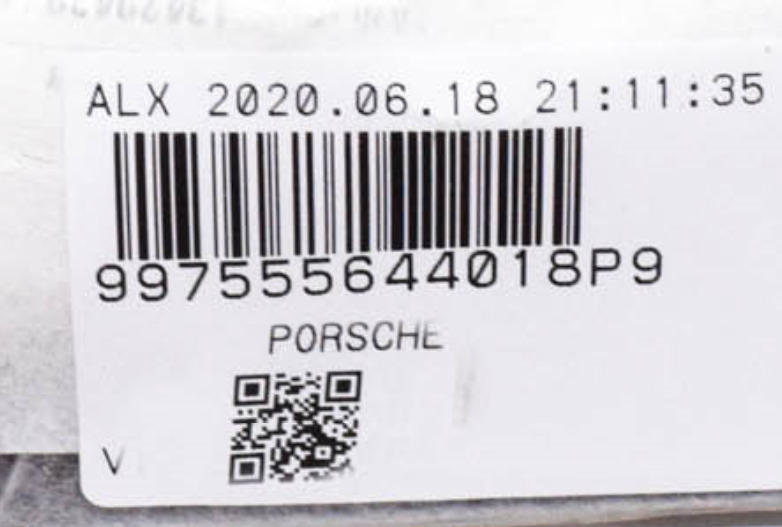 ALX 2020.06.18 21:11:35
997555644018P9
PORSCHE
V